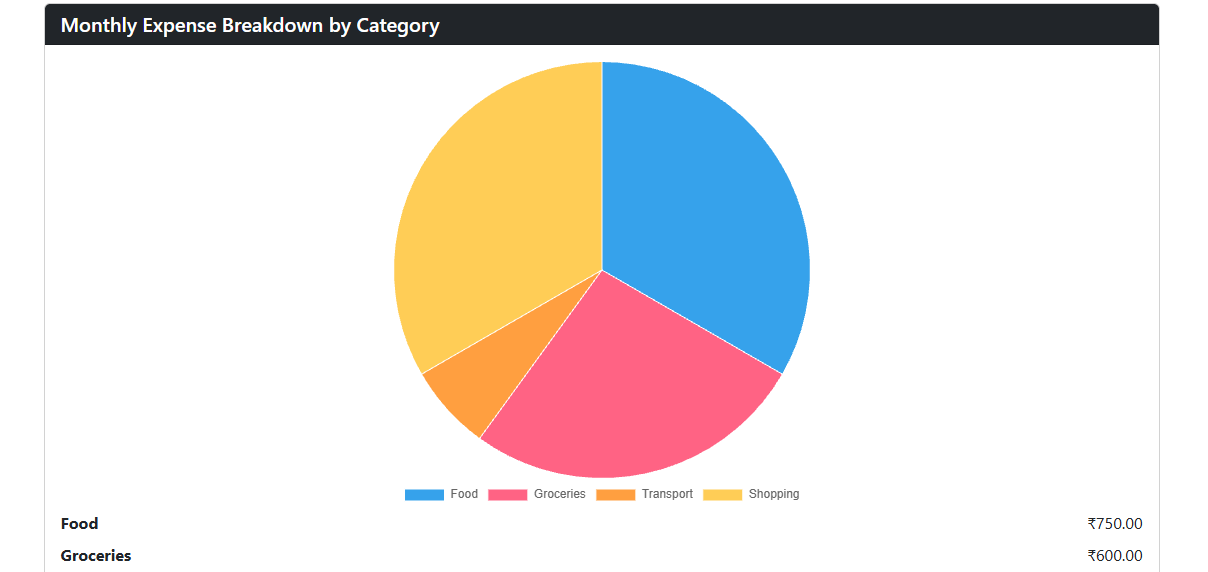 Monthly Expense Breakdown by Category
Food Groceries Transport Shopping
Food ₹750.00
Groceries ₹600.00